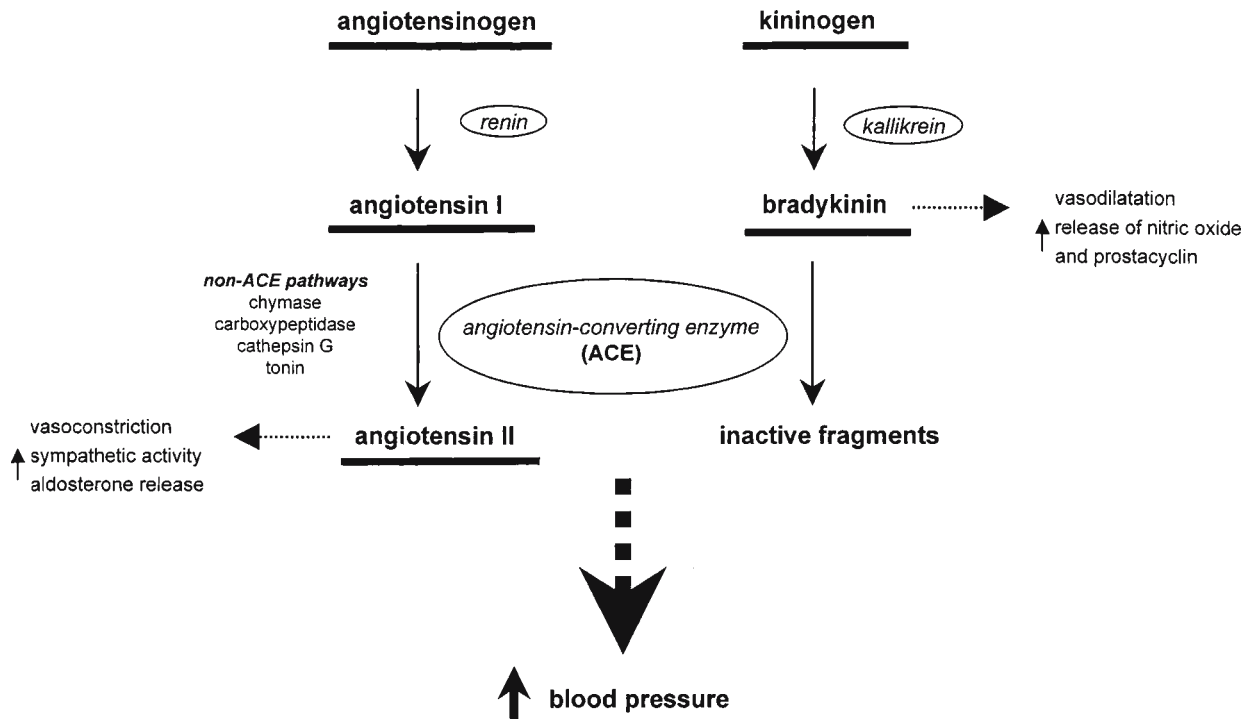 angiotensinogen
kininogen
renin
kallikrein
angiotensin I
bradykinin
vasodilatation
release of nitric oxide
and prostacyclin
non-ACE pathways
chymase
carboxypeptidase
cathepsin G
tonin
angiotensin-converting enzyme
(ACE)
vasoconstriction
sympathetic activity
aldosterone release
angiotensin II
inactive fragments
blood pressure